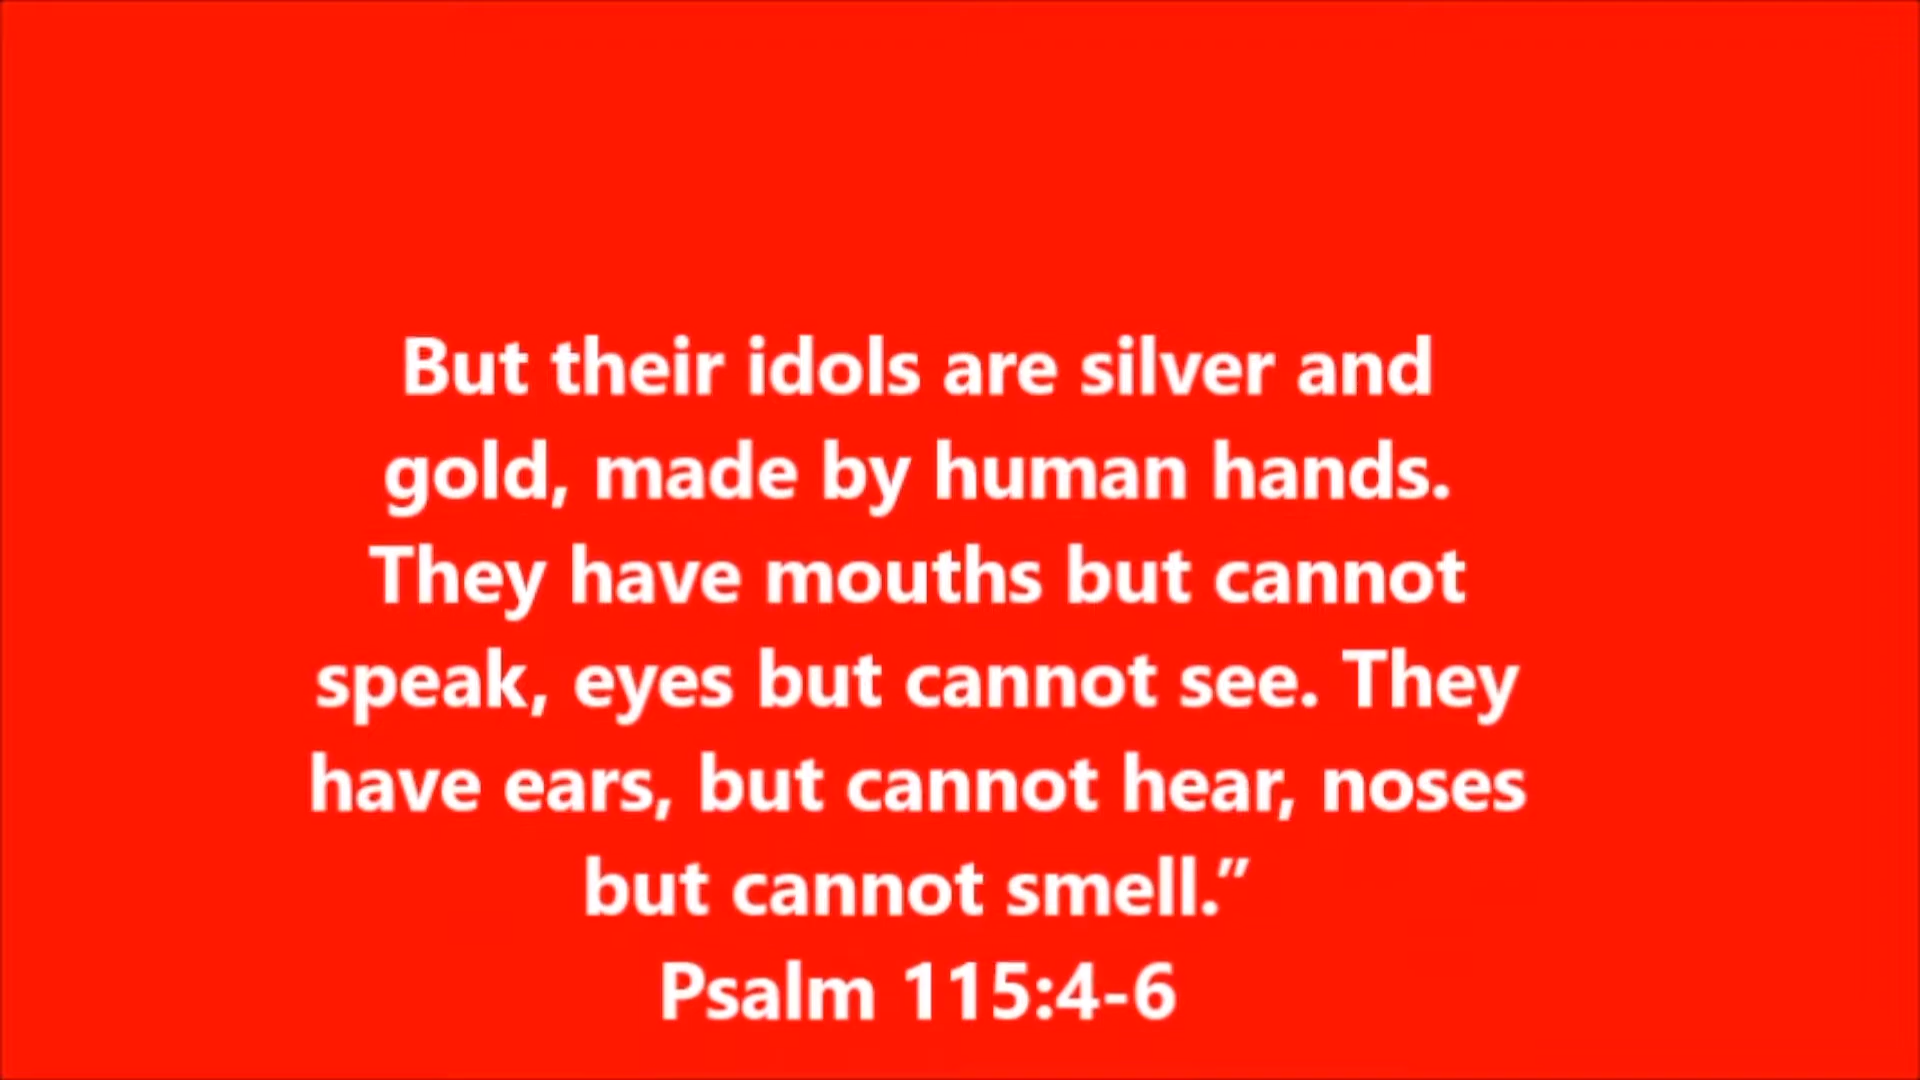 But their idols are silver and
gold, made by human hands.
They have mouths but cannot
speak, eyes but cannot see. They
have ears, but cannot hear, noses
but cannot smell.”
Psalm 115:4-6